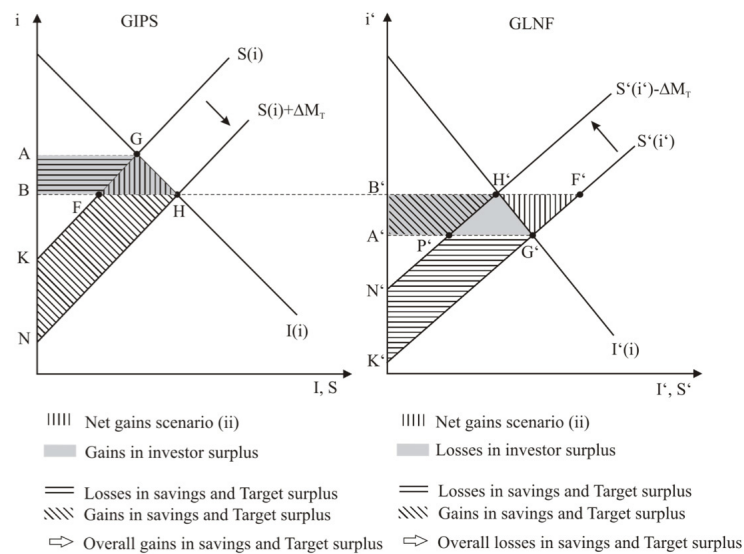 i
GIPS
S(i)
S(i)+ΔM_T
A
G
B
F
H
K
N
I(i)
I, S
i‘
GLNF
S‘(i‘)-ΔM_T
S‘(i‘)
B‘
H‘
F‘
A‘
P‘
G‘
N‘
K‘
I‘(i)
I‘, S‘
Net gains scenario (ii)
Gains in investor surplus
Losses in savings and Target surplus
Gains in savings and Target surplus
Overall gains in savings and Target surplus
Net gains scenario (ii)
Losses in investor surplus
Losses in savings and Target surplus
Gains in savings and Target surplus
Overall losses in savings and Target surplus